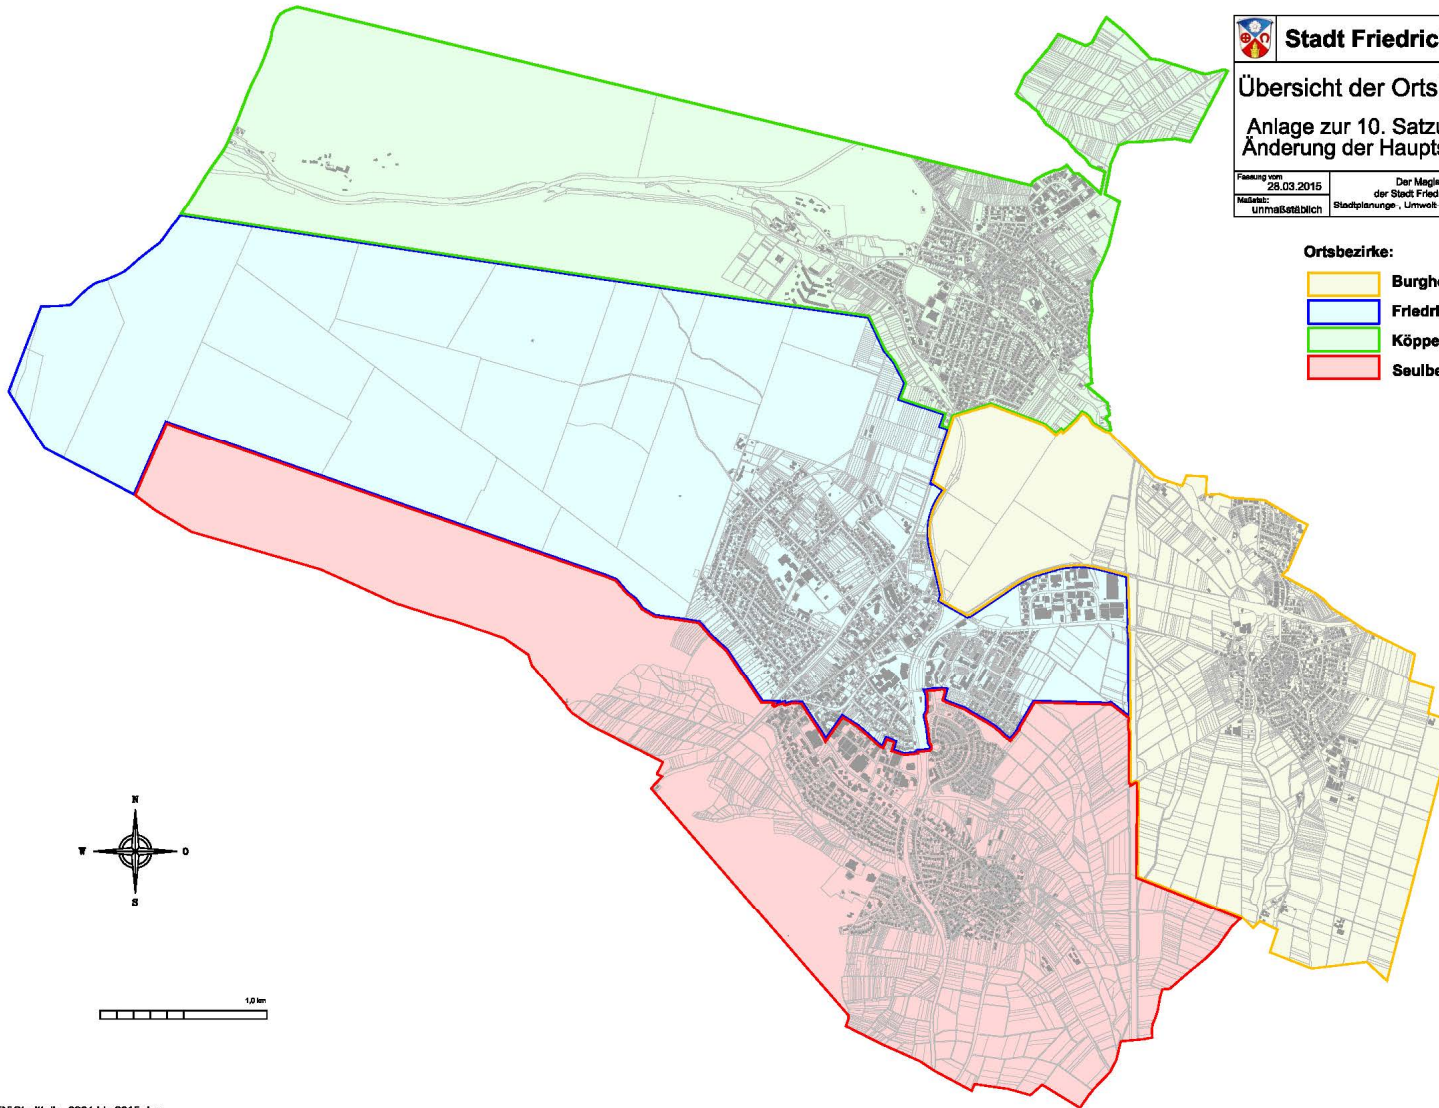 Stadt Friedric
Übersicht der Orts
Anlage zur 10. Satzu
Änderung der Haupts
Fassung vom
28.03.2015
Maßstab:
unmaßstäblich
Der Magis
der Stadt Fried
Stadtplanungs-, Umwelt
Ortsbezirke:
Burgho
Friedri
Köppe
Seulbe
N
W O
S
1,0 km